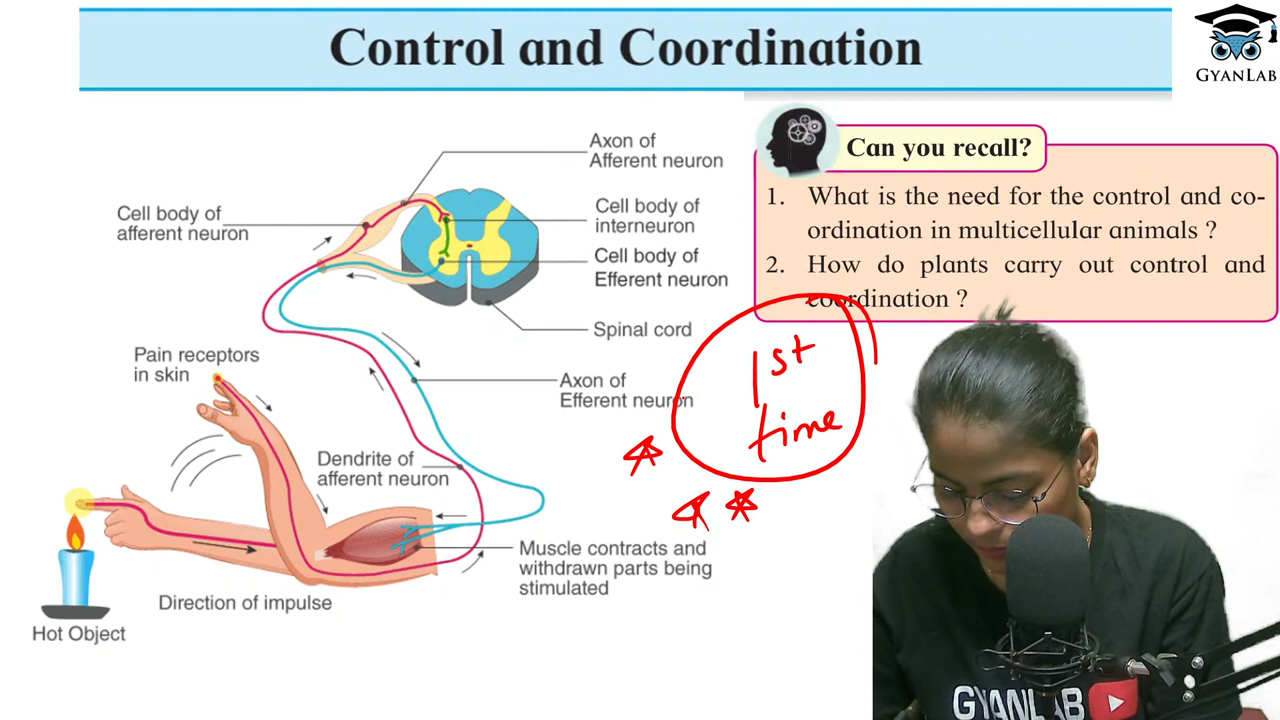 Control and Coordination
GYANLAB
Can you recall?
1. What is the need for the control and co-
ordination in multicellular animals ?
2. How do plants carry out control and
coordination ?
Axon of
Afferent neuron
Cell body of
afferent neuron
Cell body of
interneuron
Cell body of
Efferent neuron
Spinal cord
Pain receptors
in skin
Axon of
Efferent neuron
1st
time
Dendrite of
afferent neuron
Muscle contracts and
withdrawn parts being
stimulated
Direction of impulse
Hot Object
GYANLAB